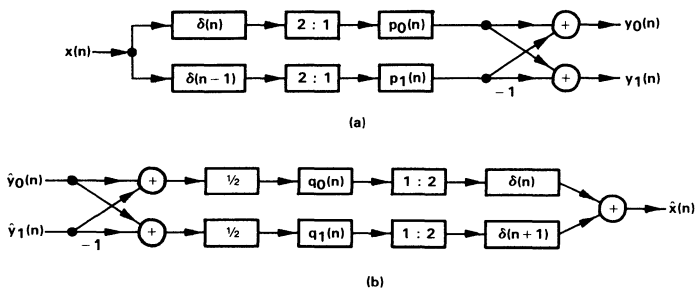 δ(n) 2 : 1 p₀(n) + y₀(n)
x(n)
δ(n−1) 2 : 1 p₁(n) + y₁(n)
−1
(a)
ŷ₀(n) + ½ q₀(n) 1 : 2 δ(n)
+ x̂(n)
ŷ₁(n) + ½ q₁(n) 1 : 2 δ(n+1)
−1
(b)